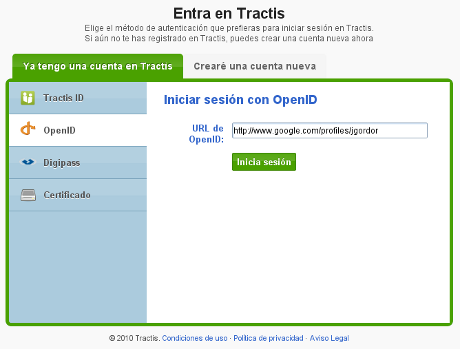 Entra en Tractis
Elige el método de autenticación que prefieras para iniciar sesión en Tractis.
Si aún no te has registrado en Tractis, puedes crear una cuenta nueva ahora
Ya tengo una cuenta en Tractis
Crearé una cuenta nueva
Tractis ID
OpenID
Digipass
Certificado
Iniciar sesión con OpenID
URL de
OpenID:
http://www.google.com/profiles/jgordor
Inicia sesión
© 2010 Tractis. Condiciones de uso · Política de privacidad · Aviso Legal